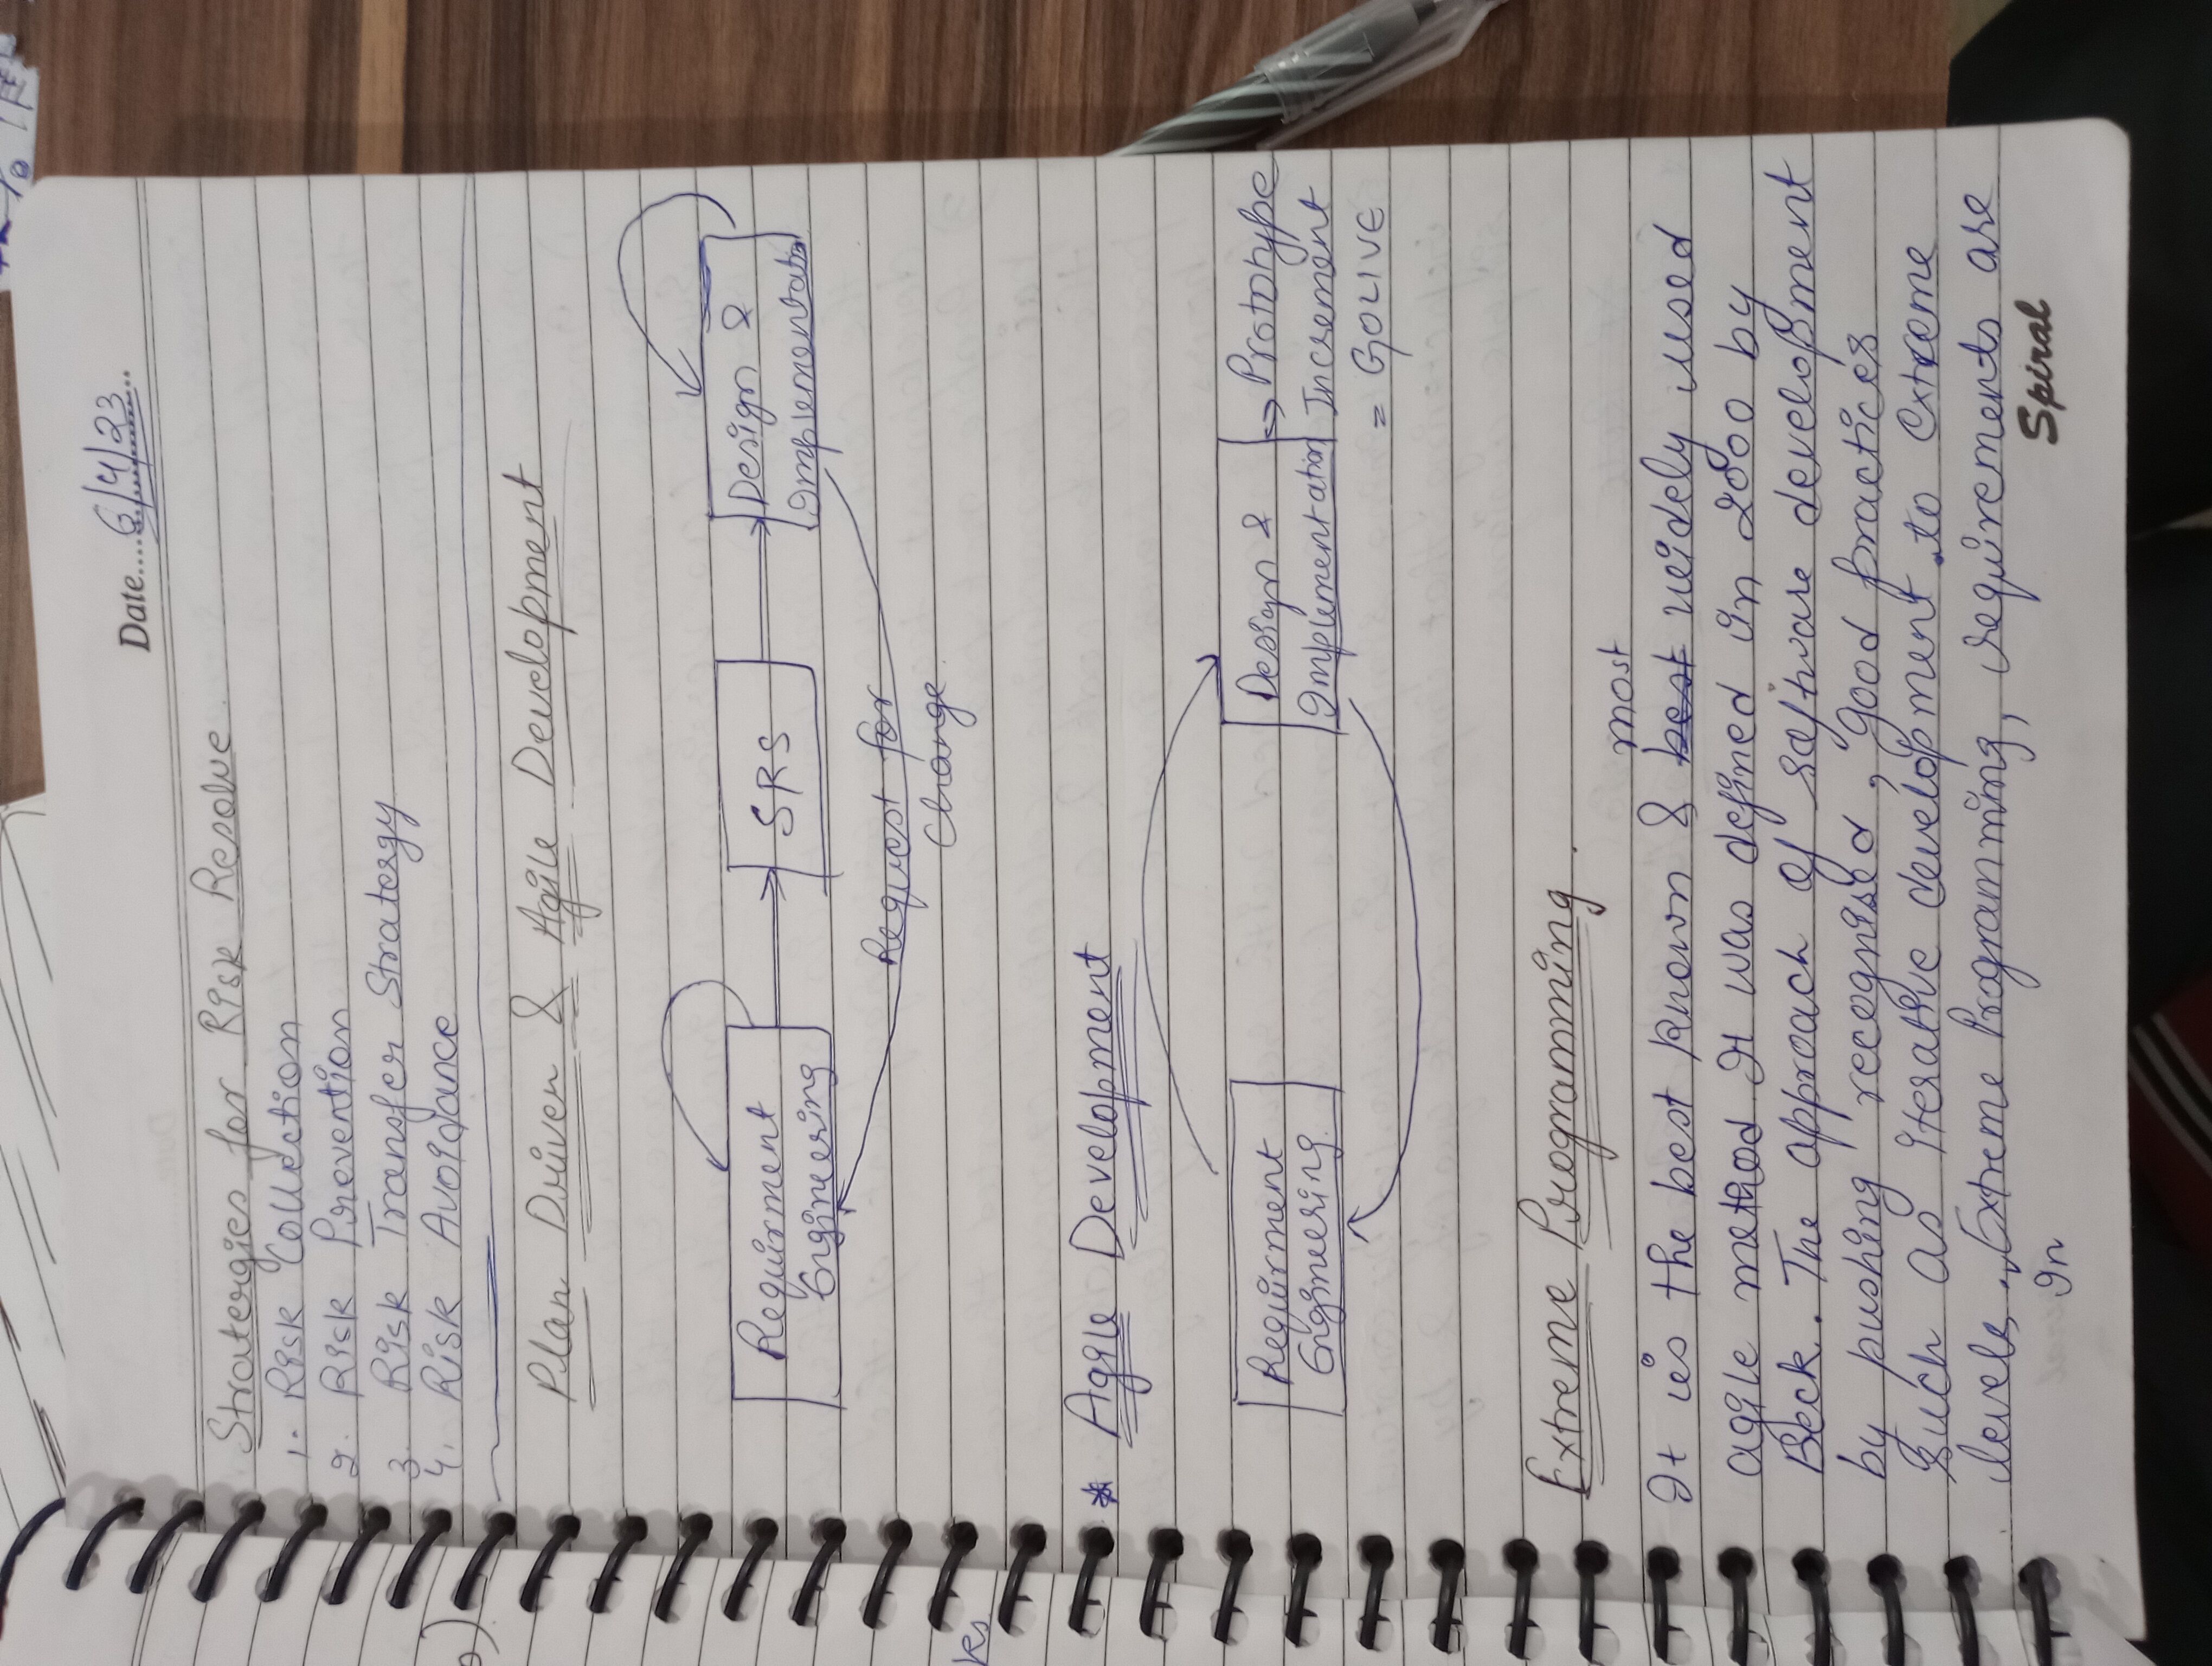 Date.... 6/4/23
Stratergies for Risk Resolve.
1. Risk Collection
2. Risk Prevention
3. Risk Transfer Stratergy
4. Risk Avoidance
Plan Driven & Agile Development
Requirment
Engineering
SRS
Design &
Implementation
Request for
Change.
* Agile Development
Requirment
Engineering
Design &
Implementation
Prototype
Increment
= GOLIVE
Extreme Programming.
most
It is the best known & best widely used
agile method It was defined in 2000 by
Beck. The approach of software development
by pushing recognised, good practices
such as iterative development to extreme
levels. Extreme Programming, requirements are
In
Spiral